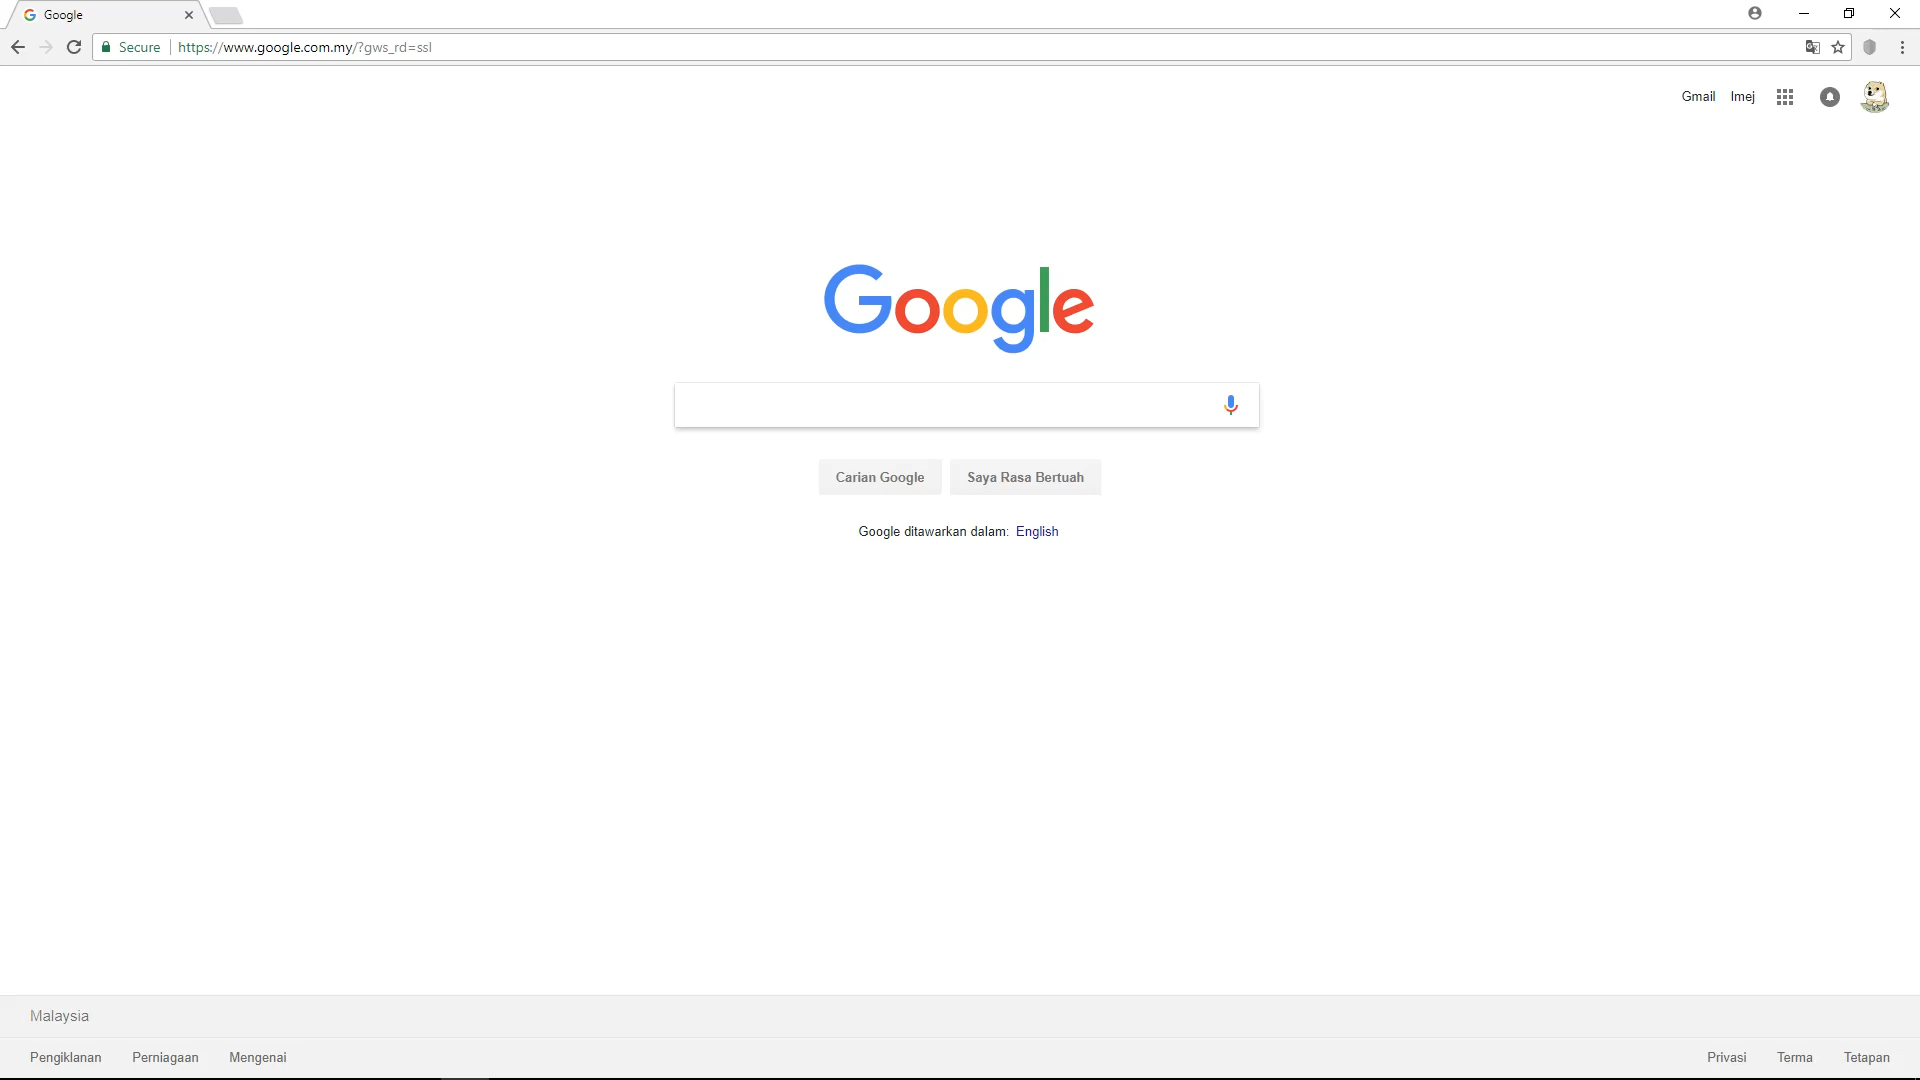 Google
Secure https://www.google.com.my/?gws_rd=ssl
Gmail Imej
Google
Carian Google Saya Rasa Bertuah
Google ditawarkan dalam: English
Malaysia
Pengiklanan Perniagaan Mengenai Privasi Terma Tetapan